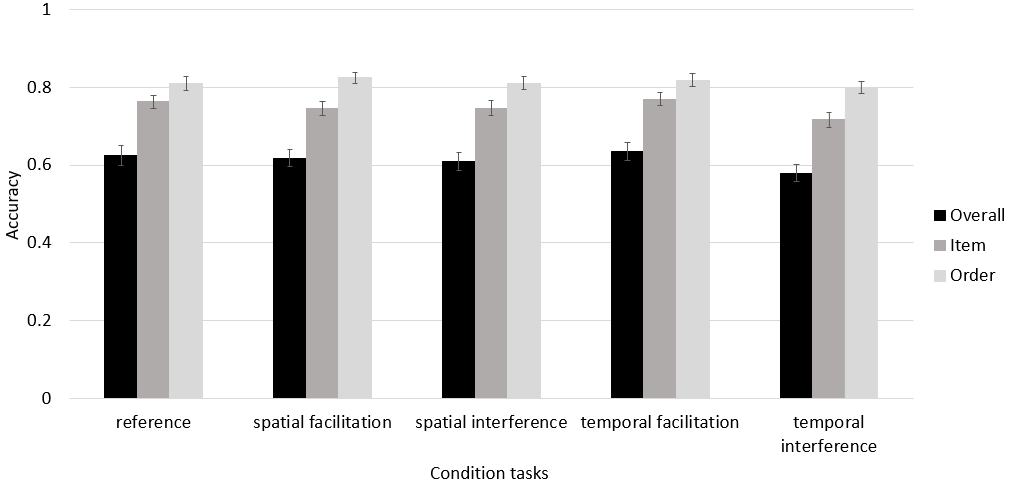 1
0.8
0.6
0.4
0.2
0
Accuracy
reference
spatial facilitation
spatial interference
temporal facilitation
temporal
interference
Condition tasks
Overall
Item
Order